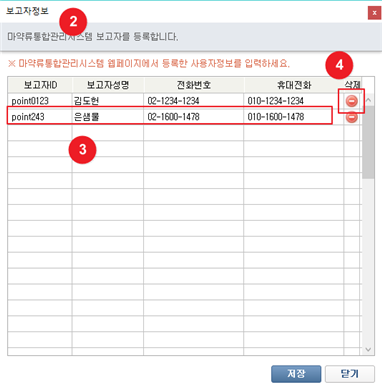 보고자정보
x
2
마약류통합관리시스템 보고자를 등록합니다.
4
※ 마약류통합관리시스템 웹페이지에서 등록한 사용자정보를 입력하세요.
보고자ID 보고자성명 전화번호 휴대전화 삭제
point0123 김도현 02-1234-1234 010-1234-1234
point243 은샘몰 02-1600-1478 010-1600-1478
3
저장 닫기